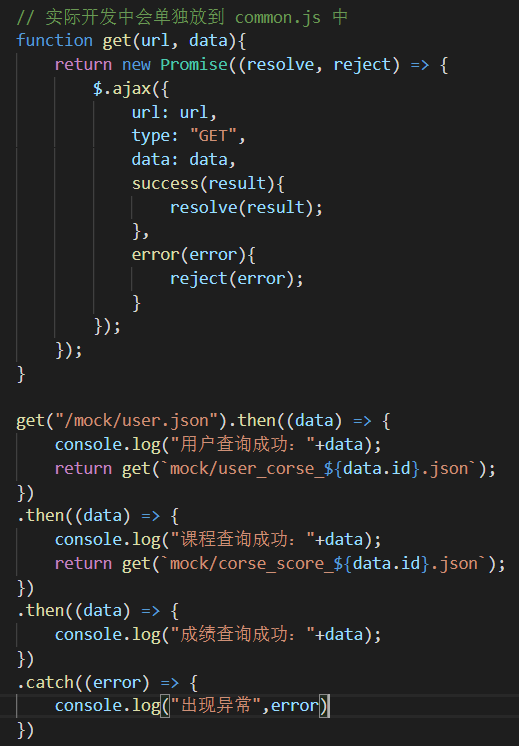 // 实际开发中会单独放到 common.js 中
function get(url, data){
    return new Promise((resolve, reject) => {
        $.ajax({
            url: url,
            type: "GET",
            data: data,
            success(result){
                resolve(result);
            },
            error(error){
                reject(error);
            }
        });
    });
}

get("/mock/user.json").then((data) => {
    console.log("用户查询成功："+data);
    return get(`mock/user_corse_${data.id}.json`);
})
.then((data) => {
    console.log("课程查询成功："+data);
    return get(`mock/corse_score_${data.id}.json`);
})
.then((data) => {
    console.log("成绩查询成功："+data);
})
.catch((error) => {
    console.log("出现异常",error)
})